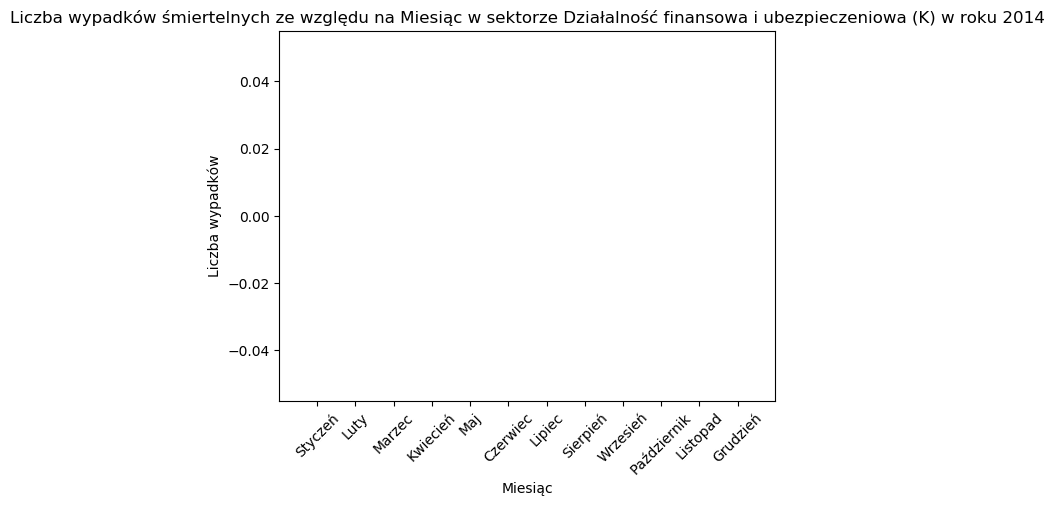 Liczba wypadków śmiertelnych ze względu na Miesiąc w sektorze Działalność finansowa i ubezpieczeniowa (K) w roku 2014
0.04
0.02
0.00
−0.02
−0.04
Liczba wypadków
Styczeń
Luty
Marzec
Kwiecień
Maj
Czerwiec
Lipiec
Sierpień
Wrzesień
Październik
Listopad
Grudzień
Miesiąc